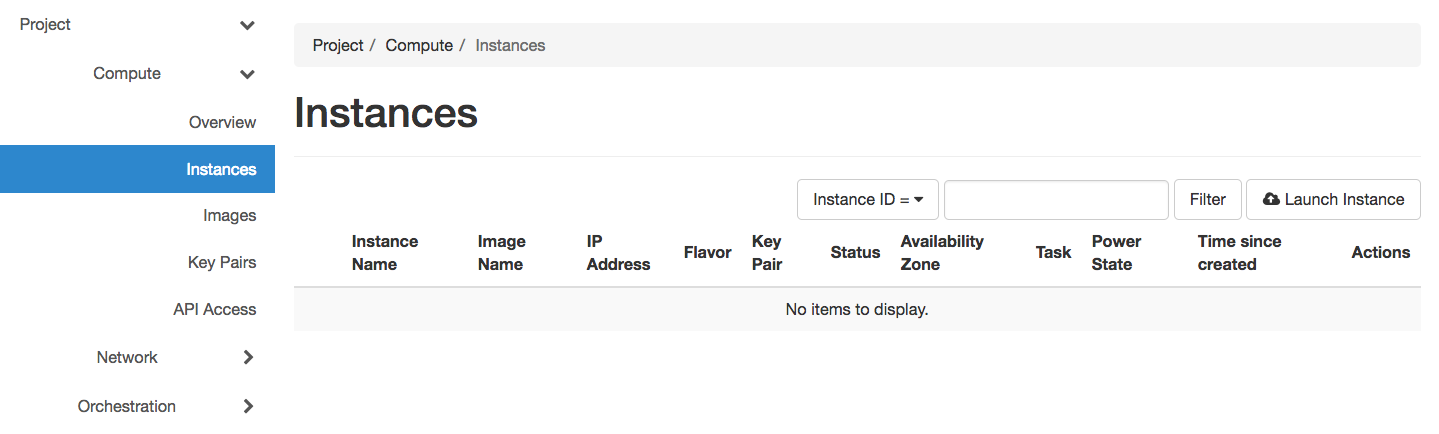 Project
Compute
Overview
Instances
Images
Key Pairs
API Access
Network
Orchestration
Project / Compute / Instances
Instances
Instance ID = Filter Launch Instance
Instance Name Image Name IP Address Flavor Key Pair Status Availability Zone Task Power State Time since created Actions
No items to display.